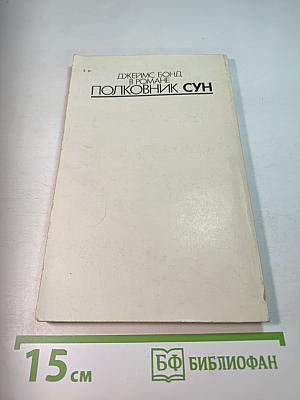 ДЖЕЙМС БОНД
В РОМАНЕ
ПОЛКОВНИК СУН
15 см
БФ БИБЛИОФАН